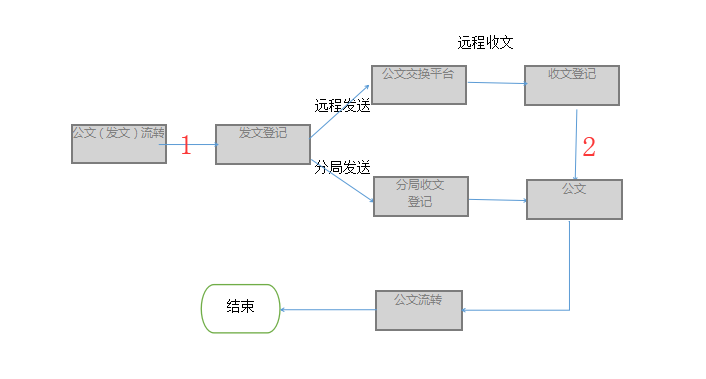 远程收文
公文交换平台
收文登记
远程发送
公文（发文）流转
1
发文登记
2
分局发送
分局收文
登记
公文
公文流转
结束